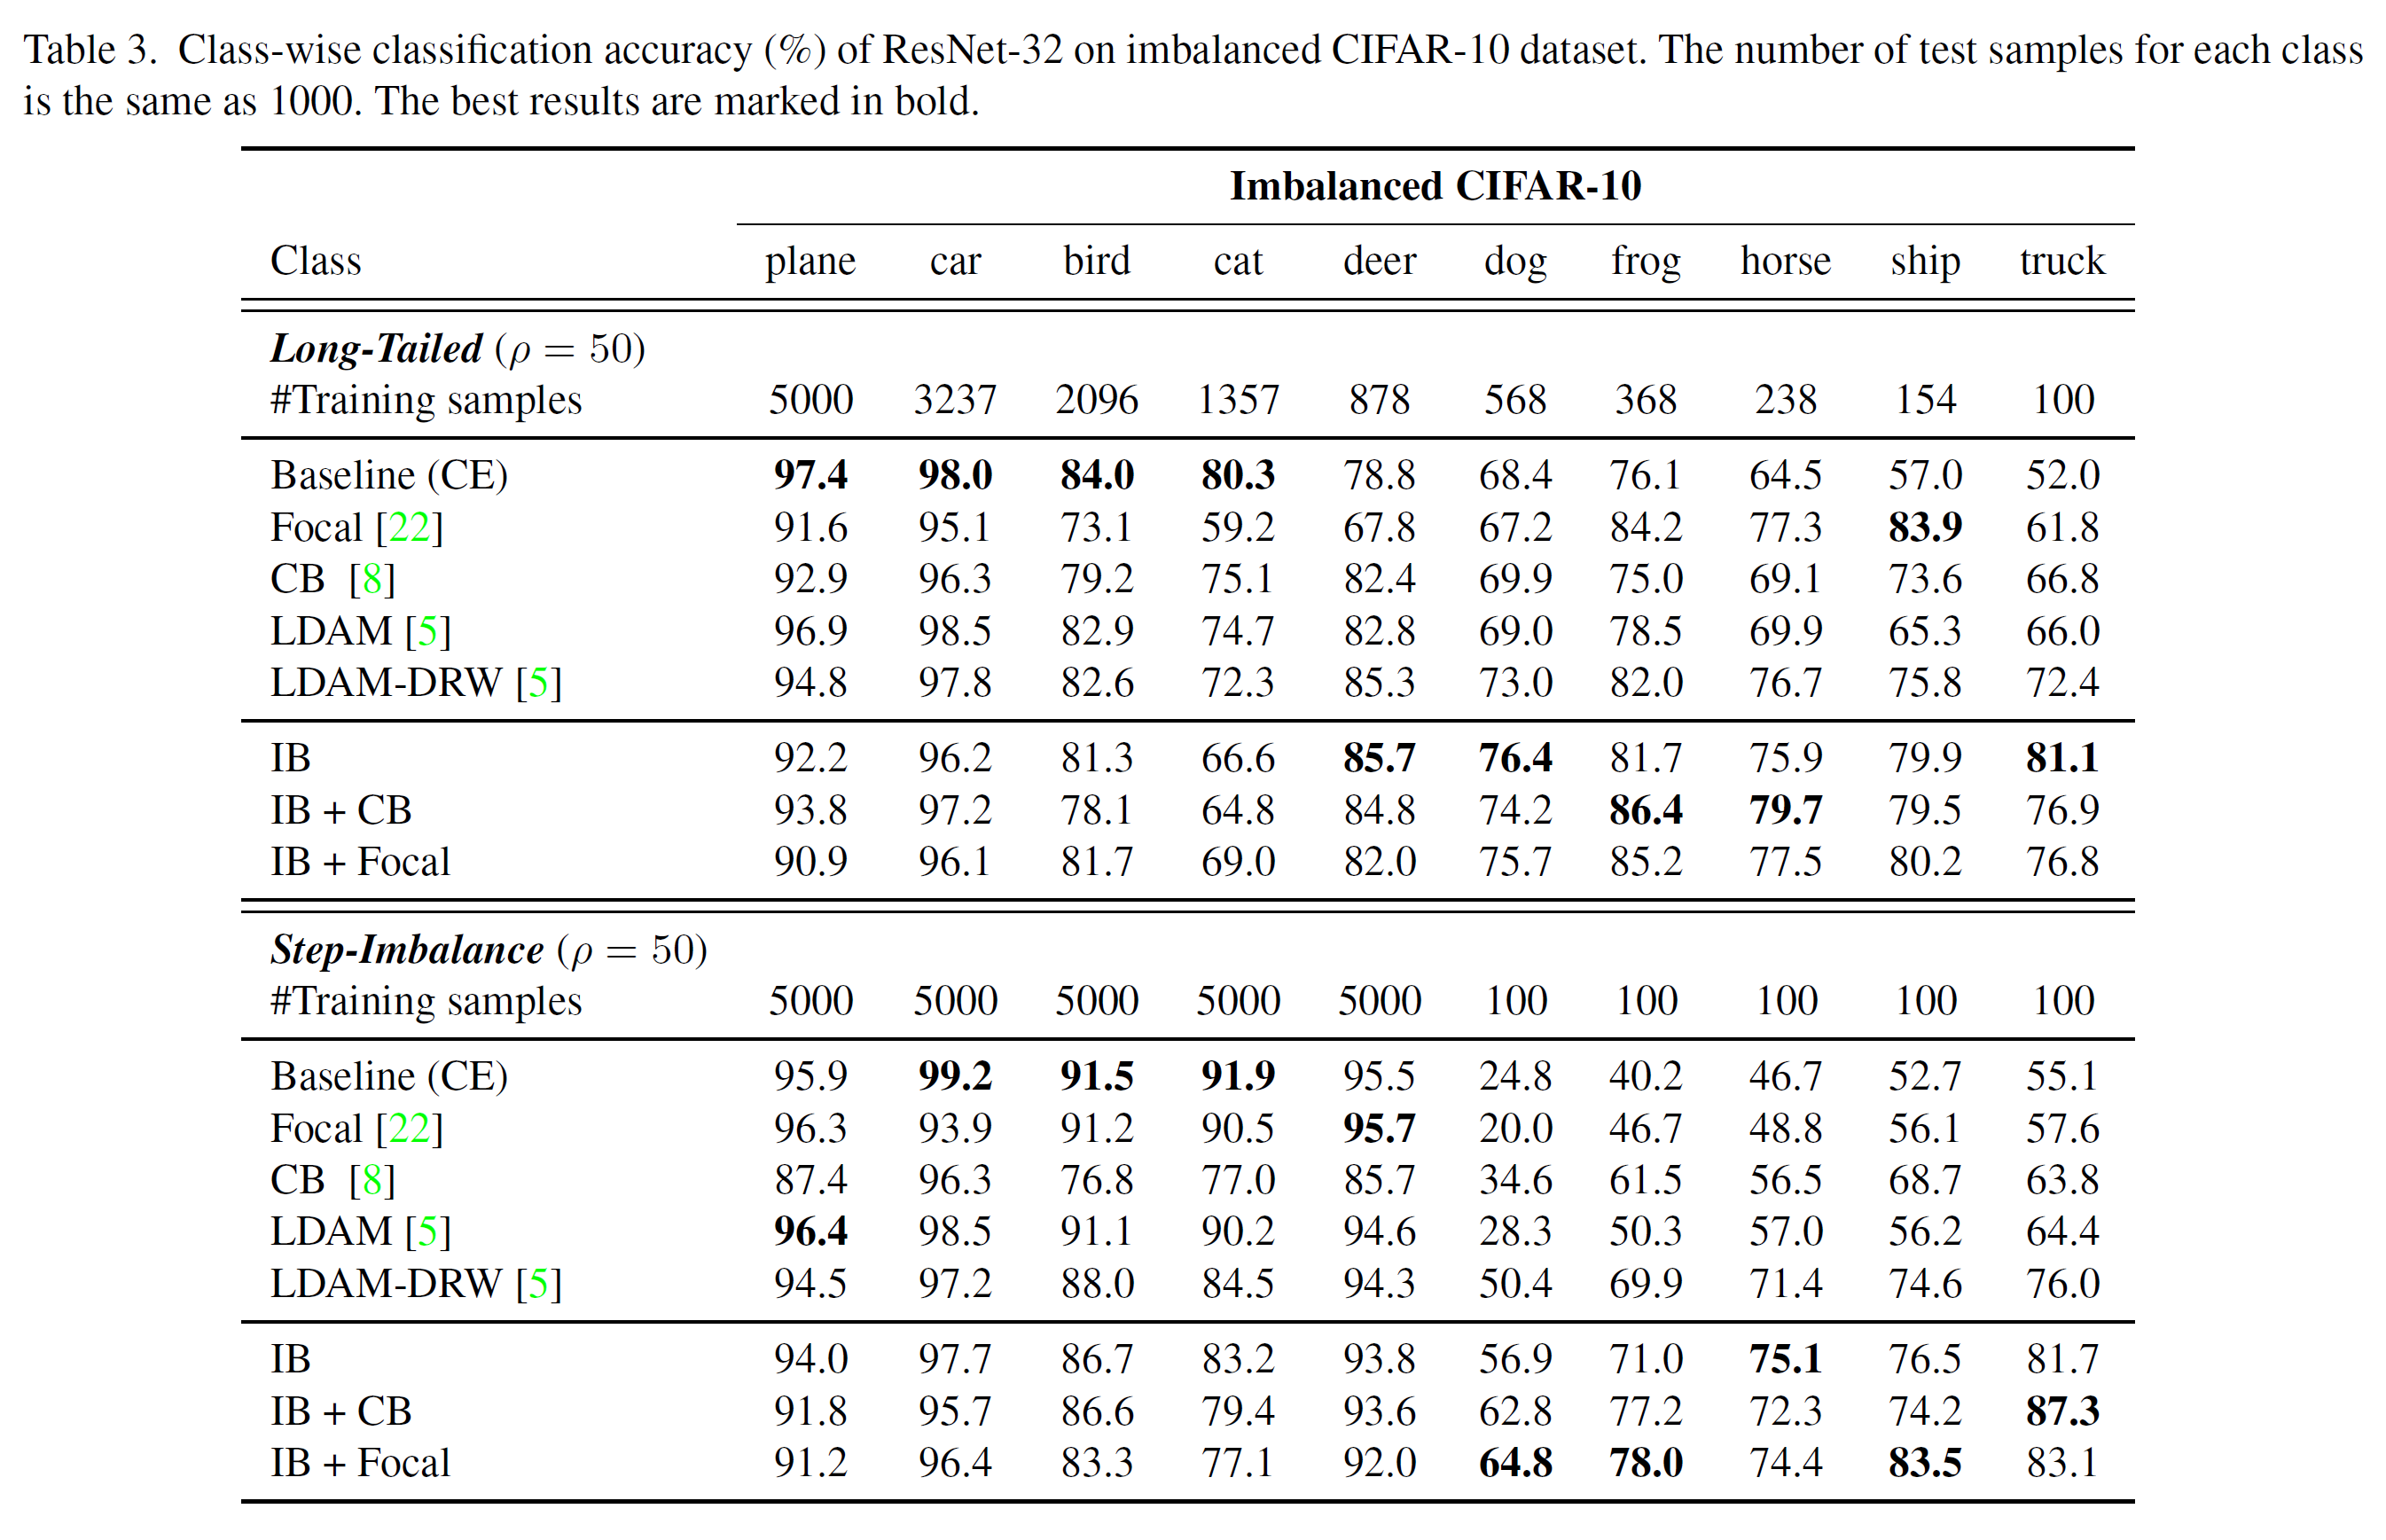 Table 3. Class-wise classification accuracy (%) of ResNet-32 on imbalanced CIFAR-10 dataset. The number of test samples for each class
is the same as 1000. The best results are marked in bold.
Imbalanced CIFAR-10
Class plane car bird cat deer dog frog horse ship truck
Long-Tailed (ρ = 50)
#Training samples 5000 3237 2096 1357 878 568 368 238 154 100
Baseline (CE) 97.4 98.0 84.0 80.3 78.8 68.4 76.1 64.5 57.0 52.0
Focal [22] 91.6 95.1 73.1 59.2 67.8 67.2 84.2 77.3 83.9 61.8
CB [8] 92.9 96.3 79.2 75.1 82.4 69.9 75.0 69.1 73.6 66.8
LDAM [5] 96.9 98.5 82.9 74.7 82.8 69.0 78.5 69.9 65.3 66.0
LDAM-DRW [5] 94.8 97.8 82.6 72.3 85.3 73.0 82.0 76.7 75.8 72.4
IB 92.2 96.2 81.3 66.6 85.7 76.4 81.7 75.9 79.9 81.1
IB + CB 93.8 97.2 78.1 64.8 84.8 74.2 86.4 79.7 79.5 76.9
IB + Focal 90.9 96.1 81.7 69.0 82.0 75.7 85.2 77.5 80.2 76.8
Step-Imbalance (ρ = 50)
#Training samples 5000 5000 5000 5000 5000 100 100 100 100 100
Baseline (CE) 95.9 99.2 91.5 91.9 95.5 24.8 40.2 46.7 52.7 55.1
Focal [22] 96.3 93.9 91.2 90.5 95.7 20.0 46.7 48.8 56.1 57.6
CB [8] 87.4 96.3 76.8 77.0 85.7 34.6 61.5 56.5 68.7 63.8
LDAM [5] 96.4 98.5 91.1 90.2 94.6 28.3 50.3 57.0 56.2 64.4
LDAM-DRW [5] 94.5 97.2 88.0 84.5 94.3 50.4 69.9 71.4 74.6 76.0
IB 94.0 97.7 86.7 83.2 93.8 56.9 71.0 75.1 76.5 81.7
IB + CB 91.8 95.7 86.6 79.4 93.6 62.8 77.2 72.3 74.2 87.3
IB + Focal 91.2 96.4 83.3 77.1 92.0 64.8 78.0 74.4 83.5 83.1